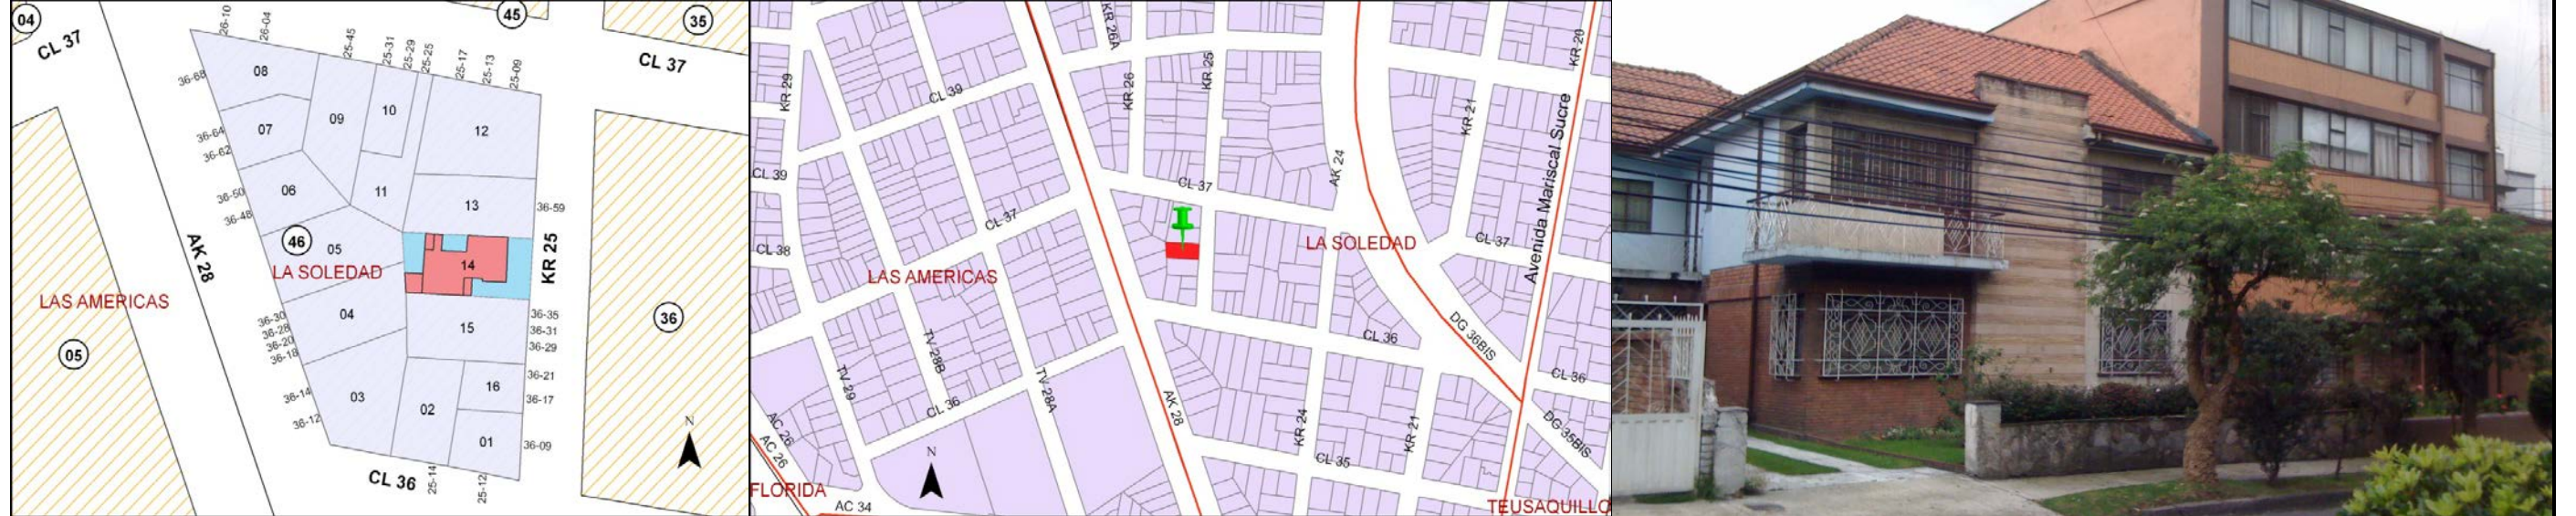 04
CL 37
26-10
26-04
45
35
CL 37
25-45
25-31
25-29
25-25
25-17
25-13
25-09
36-68
08
09
10
12
36-64
07
36-62
11
36-50
06
36-48
13
36-59
46
05
LA SOLEDAD
14
KR 25
AK 28
LAS AMERICAS
36-30
36-28
36-20
36-18
04
15
36-35
36-31
36-29
36
05
36-14
36-12
03
02
16
36-21
36-17
01
36-09
N
CL 36
25-14
25-12
KR 26A
KR 20
KR 29
CL 39
KR 26
KR 25
KR 21
Avenida Mariscal Sucre
CL 39
CL 37
AK 24
CL 37
CL 38
LA SOLEDAD
CL 37
LAS AMERICAS
TV 29
TV 28B
TV 28A
CL 36
DG 36BIS
CL 36
AC 26
AC 26
CL 36
AK 28
KR 24
KR 21
DG 35BIS
N
CL 35
FLORIDA
AC 34
TEUSAQUILLO